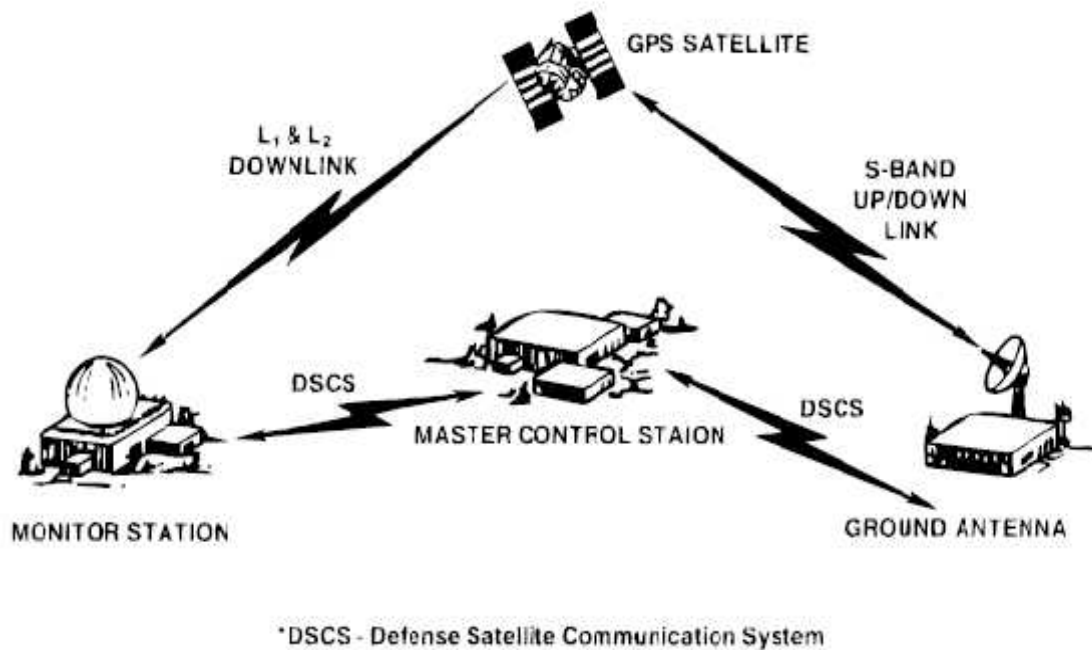 GPS SATELLITE
L₁ & L₂
DOWNLINK
S-BAND
UP/DOWN
LINK
DSCS
DSCS
MASTER CONTROL STAION
MONITOR STATION
GROUND ANTENNA
*DSCS - Defense Satellite Communication System